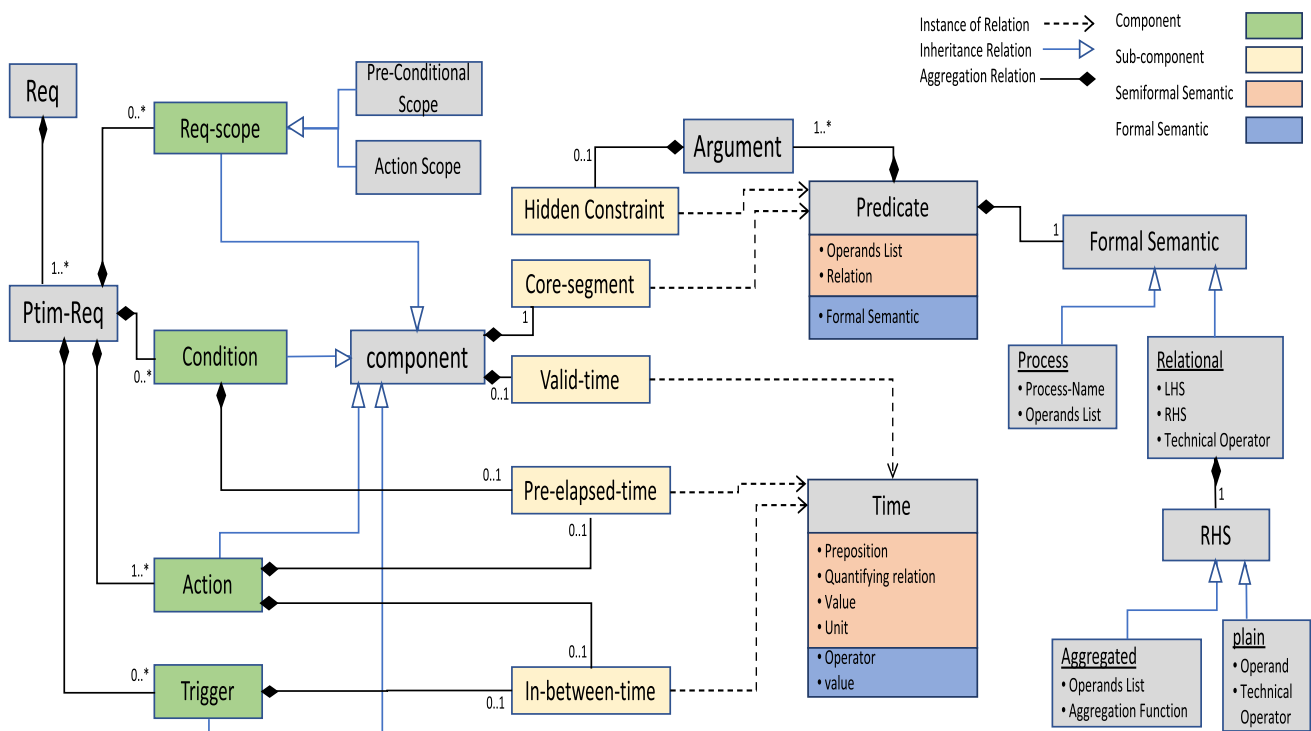 Instance of Relation
Component
Inheritance Relation
Sub-component
Aggregation Relation
Semiformal Semantic
Formal Semantic
Req
1..*
Ptim-Req
0..*
Req-scope
Pre-Conditional
Scope
Action Scope
0..*
Condition
component
1..*
Action
0..*
Trigger
0..1
Argument
1..*
Hidden Constraint
Core-segment
1
Valid-time
0..1
0..1
Pre-elapsed-time
0..1
0..1
In-between-time
0..1
Predicate
• Operands List
• Relation
• Formal Semantic
Time
• Preposition
• Quantifying relation
• Value
• Unit
• Operator
• value
1
Formal Semantic
Process
• Process-Name
• Operands List
Relational
• LHS
• RHS
• Technical Operator
1
RHS
Aggregated
• Operands List
• Aggregation Function
plain
• Operand
• Technical
Operator